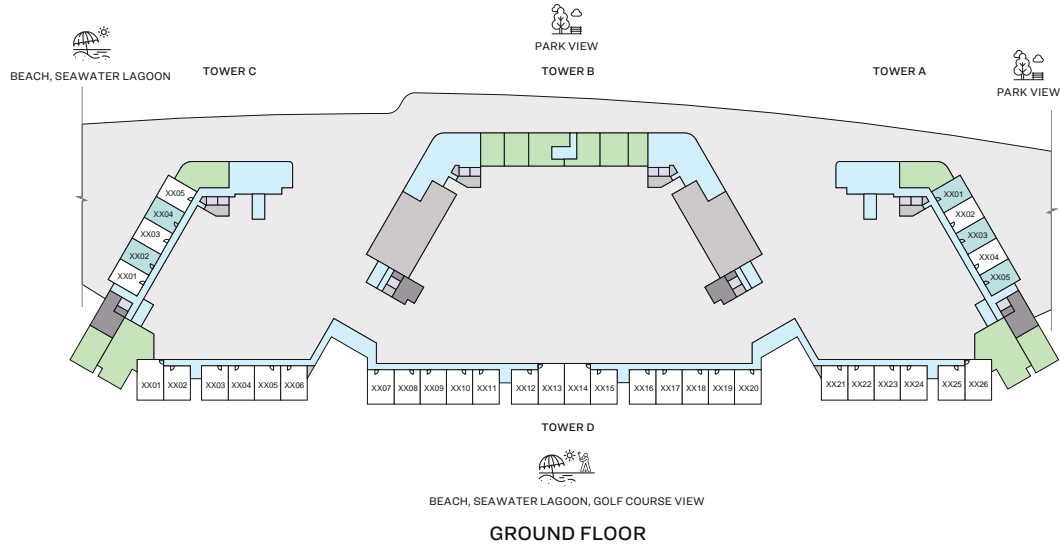 PARK VIEW
BEACH, SEAWATER LAGOON
TOWER C
TOWER B
TOWER A
PARK VIEW
XX05
XX04
XX03
XX02
XX01
XX01
XX02
XX03
XX04
XX05
XX01 XX02 XX03 XX04 XX05 XX06 XX07 XX08 XX09 XX10 XX11 XX12 XX13 XX14 XX15 XX16 XX17 XX18 XX19 XX20 XX21 XX22 XX23 XX24 XX25 XX26
TOWER D
BEACH, SEAWATER LAGOON, GOLF COURSE VIEW
GROUND FLOOR